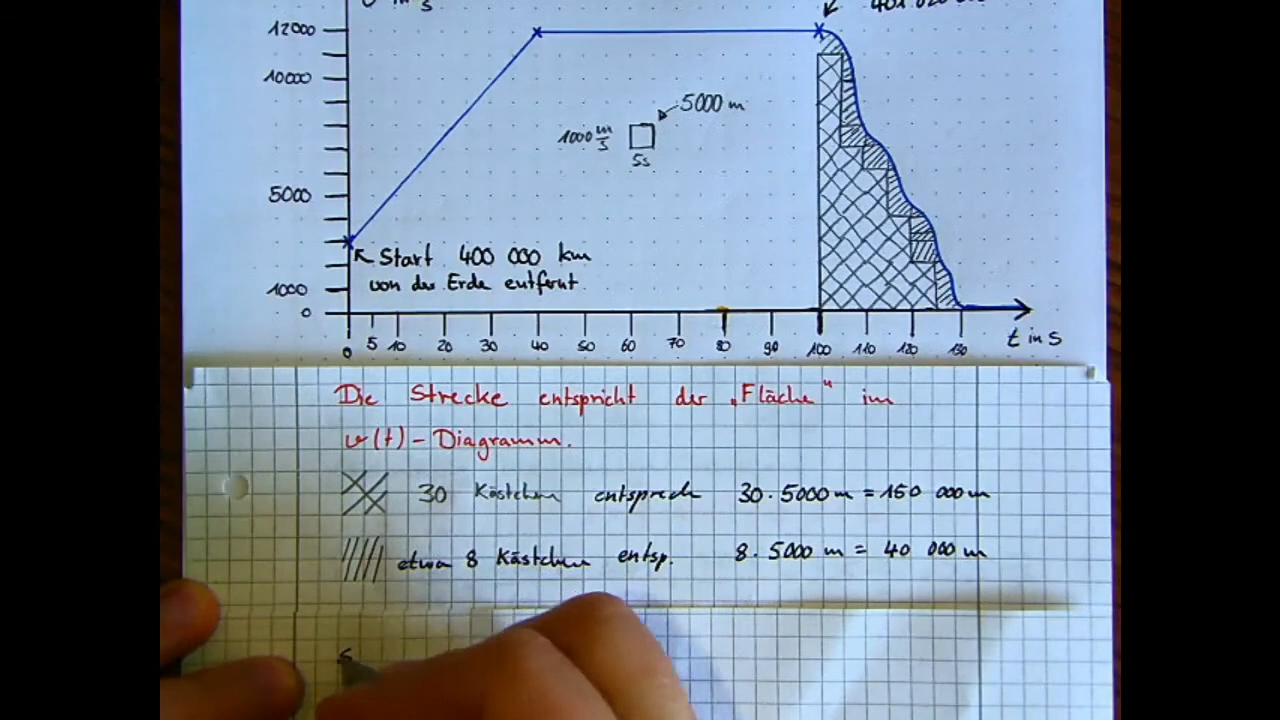 12000
10000
5000 m
1000 m/s
5s
5000
Start 400 000 km
von der Erde entfernt
1000
0
t in s
0 5 10 20 30 40 50 60 70 80 90 100 110 120 130
Die Strecke entspricht der „Fläche“ im
v(t)-Diagramm.
30 Kästchen entsprech 30 · 5000 m = 150 000 m
etwa 8 Kästchen entsp. 8 · 5000 m = 40 000 m
s